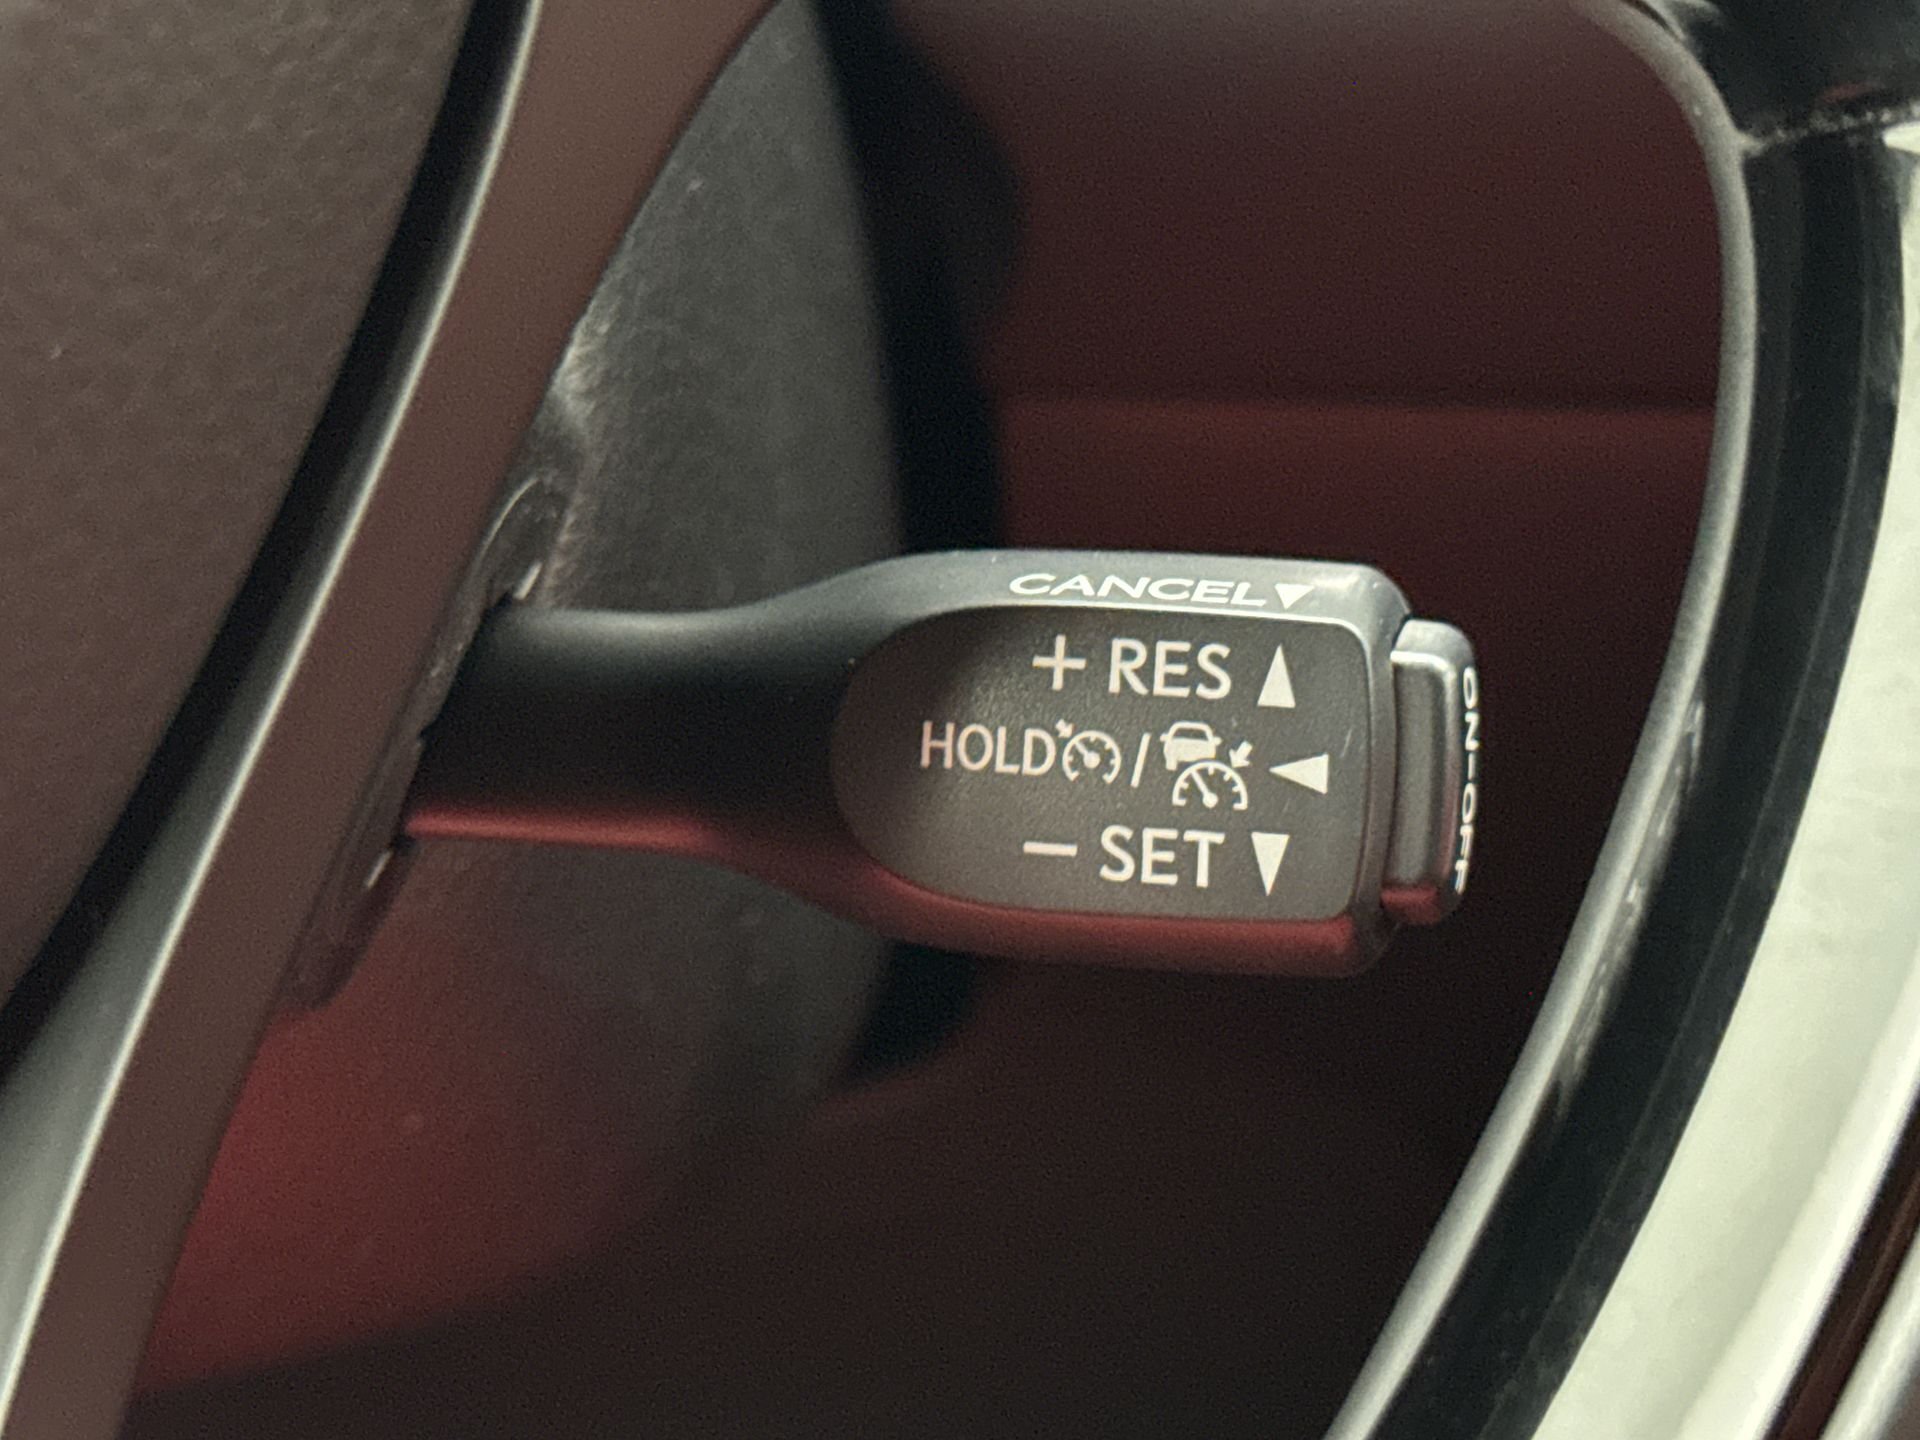 CANCEL▼
+ RES ▲
HOLD / ◀
− SET ▼
ON-OFF